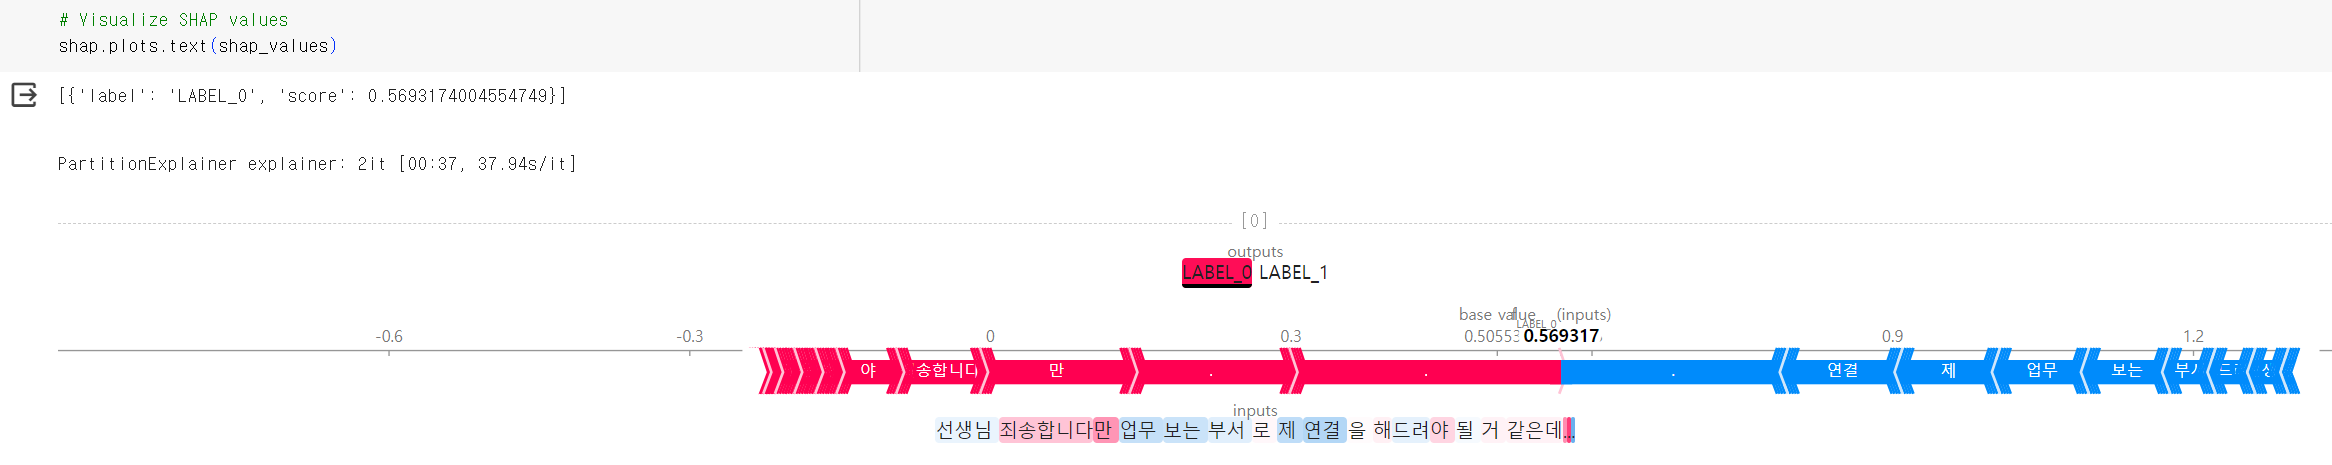 # Visualize SHAP values
shap.plots.text(shap_values)
[{'label': 'LABEL_0', 'score': 0.5693174004554749}]
PartitionExplainer explainer: 2it [00:37, 37.94s/it]
[0]
outputs
LABEL_0 LABEL_1
base value (inputs)
LABEL_0
-0.6 -0.3 0 0.3 0.50553 0.569317 0.9 1.2
야 송합니다 만 . . . 연결 제 업무 보는
inputs
선생님 죄송합니다만 업무 보는 부서 로 제 연결 을 해드려야 될 거 같은데...